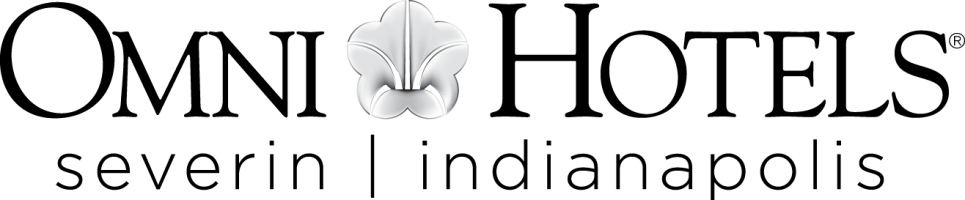 OMNI HOTELS®
severin | indianapolis